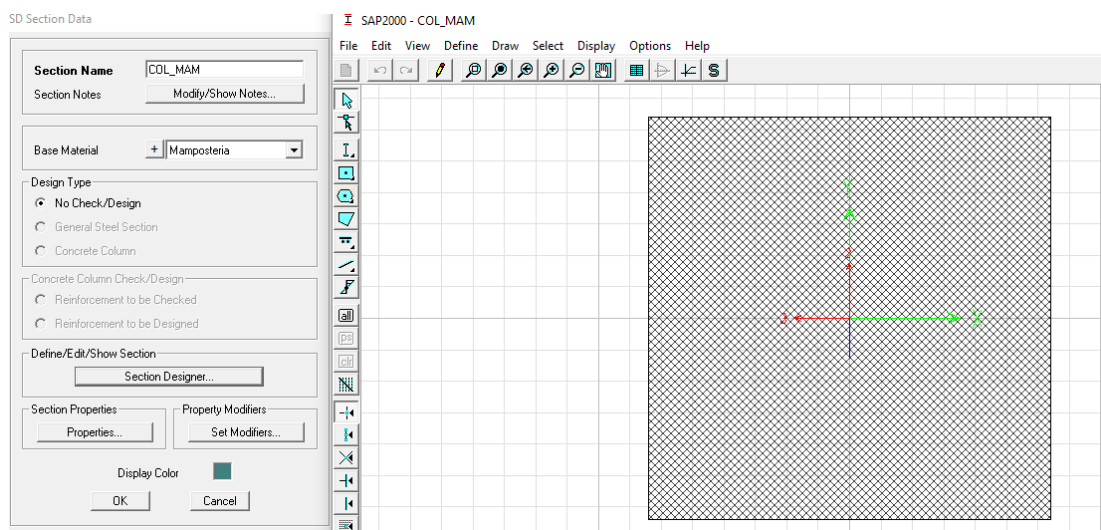 SD Section Data
Section Name COL_MAM
Section Notes Modify/Show Notes...
Base Material + Mamposteria
Design Type
No Check/Design
General Steel Section
Concrete Column
Concrete Column Check/Design
Reinforcement to be Checked
Reinforcement to be Designed
Define/Edit/Show Section
Section Designer...
Section Properties Property Modifiers
Properties... Set Modifiers...
Display Color
OK Cancel
SAP2000 - COL_MAM
File Edit View Define Draw Select Display Options Help
S
all
ps
clr
Y
2
3
X